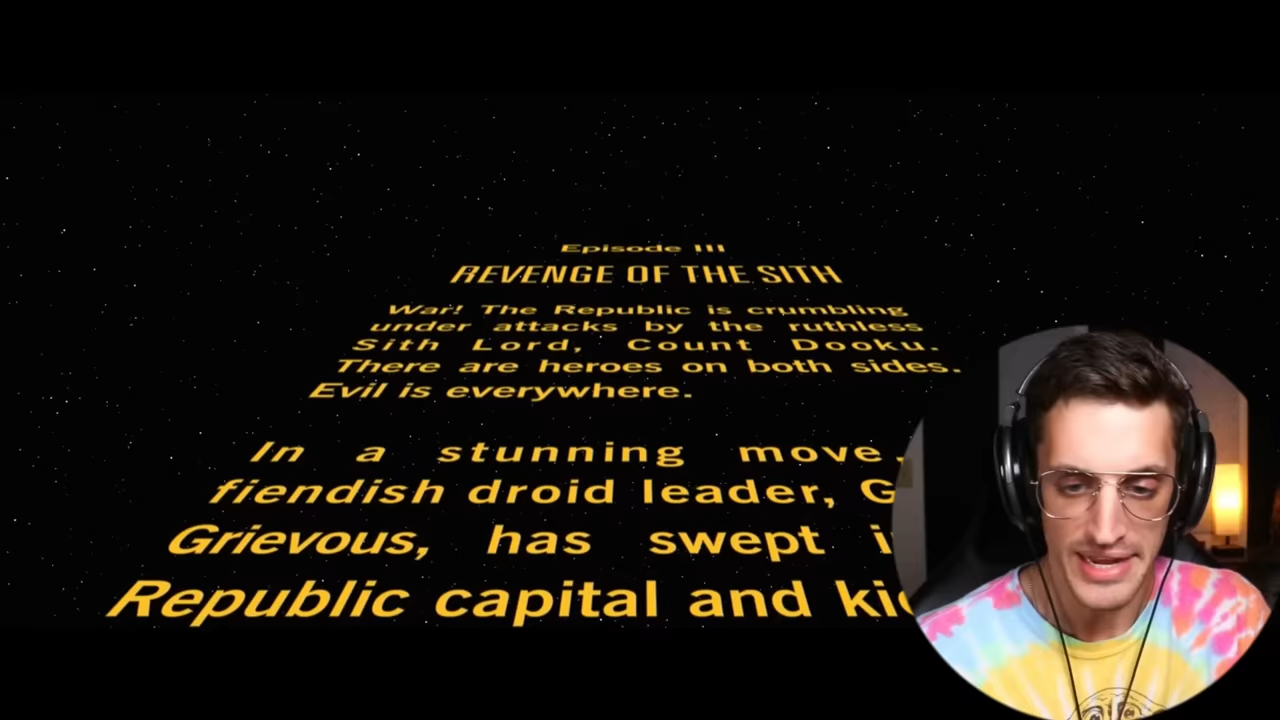 Episode III
REVENGE OF THE SITH
War! The Republic is crumbling
under attacks by the ruthless
Sith Lord, Count Dooku.
There are heroes on both sides.
Evil is everywhere.
In a stunning move,
fiendish droid leader,
Grievous, has swept
Republic capital and